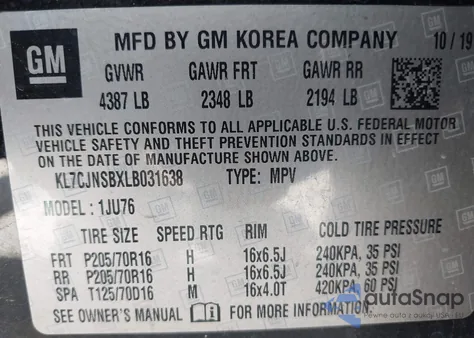 GM
MFD BY GM KOREA COMPANY 10/19
GVWR GAWR FRT GAWR RR
4387 LB 2348 LB 2194 LB
THIS VEHICLE CONFORMS TO ALL APPLICABLE U.S. FEDERAL MOTOR
VEHICLE SAFETY AND THEFT PREVENTION STANDARDS IN EFFECT
ON THE DATE OF MANUFACTURE SHOWN ABOVE.
KL7CJNSBXLB031638 TYPE: MPV
MODEL: 1JU76
TIRE SIZE SPEED RTG RIM COLD TIRE PRESSURE
FRT P205/70R16 H 16x6.5J 240KPA, 35 PSI
RR P205/70R16 H 16x6.5J 240KPA, 35 PSI
SPA T125/70D16 M 16x4.0T 420KPA, 60 PSI
SEE OWNER'S MANUAL FOR MORE INFORMATION.
autoSnap